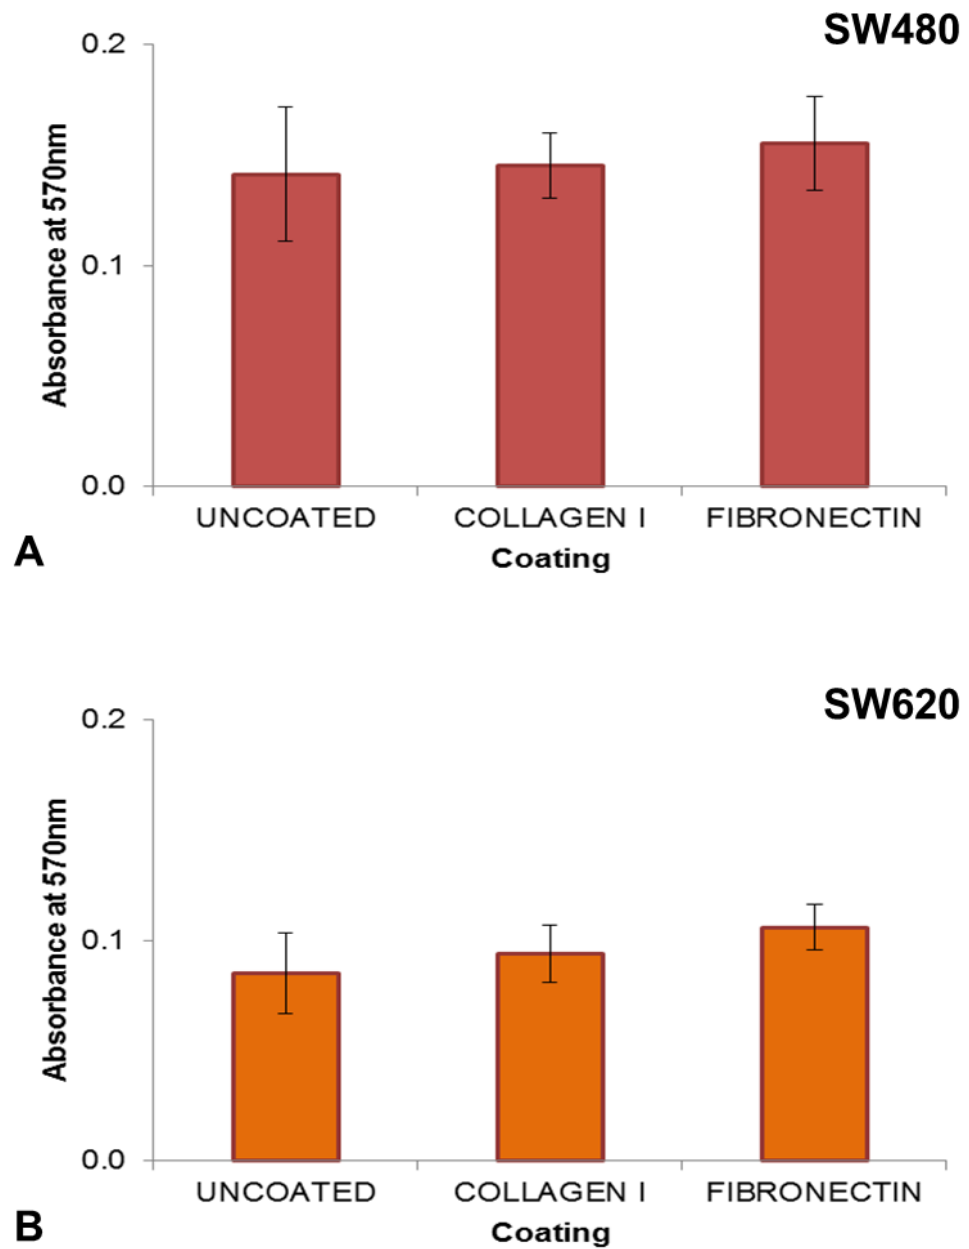 SW480
0.2
0.1
0.0
Absorbance at 570nm
UNCOATED COLLAGEN I FIBRONECTIN
Coating
A
SW620
0.2
0.1
0.0
Absorbance at 570nm
UNCOATED COLLAGEN I FIBRONECTIN
Coating
B